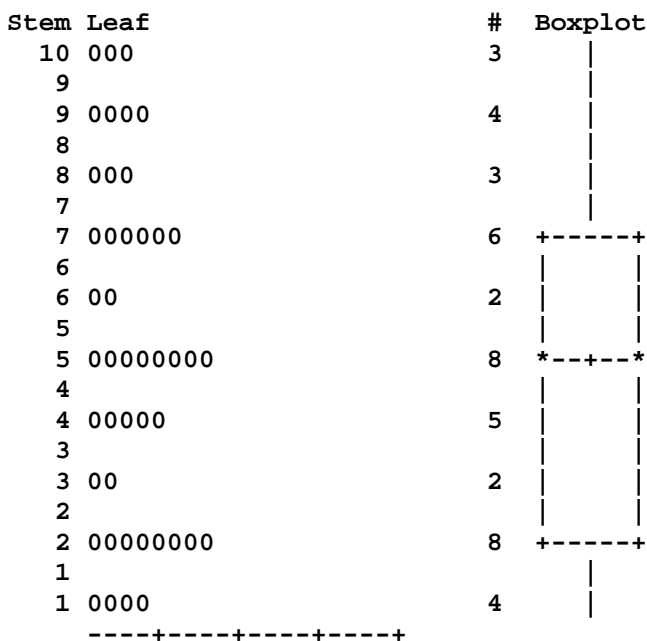 Stem Leaf                     #  Boxplot
  10 000                      3     |
   9                                |
   9 0000                     4     |
   8                                |
   8 000                      3     |
   7                                |
   7 000000                   6  +------+
   6                             |      |
   6 00                       2  |      |
   5                             |      |
   5 00000000                 8  *--+--*
   4                             |      |
   4 00000                    5  |      |
   3                             |      |
   3 00                       2  |      |
   2                             |      |
   2 00000000                 8  +------+
   1                                |
   1 0000                     4     |
     ----+----+----+----+